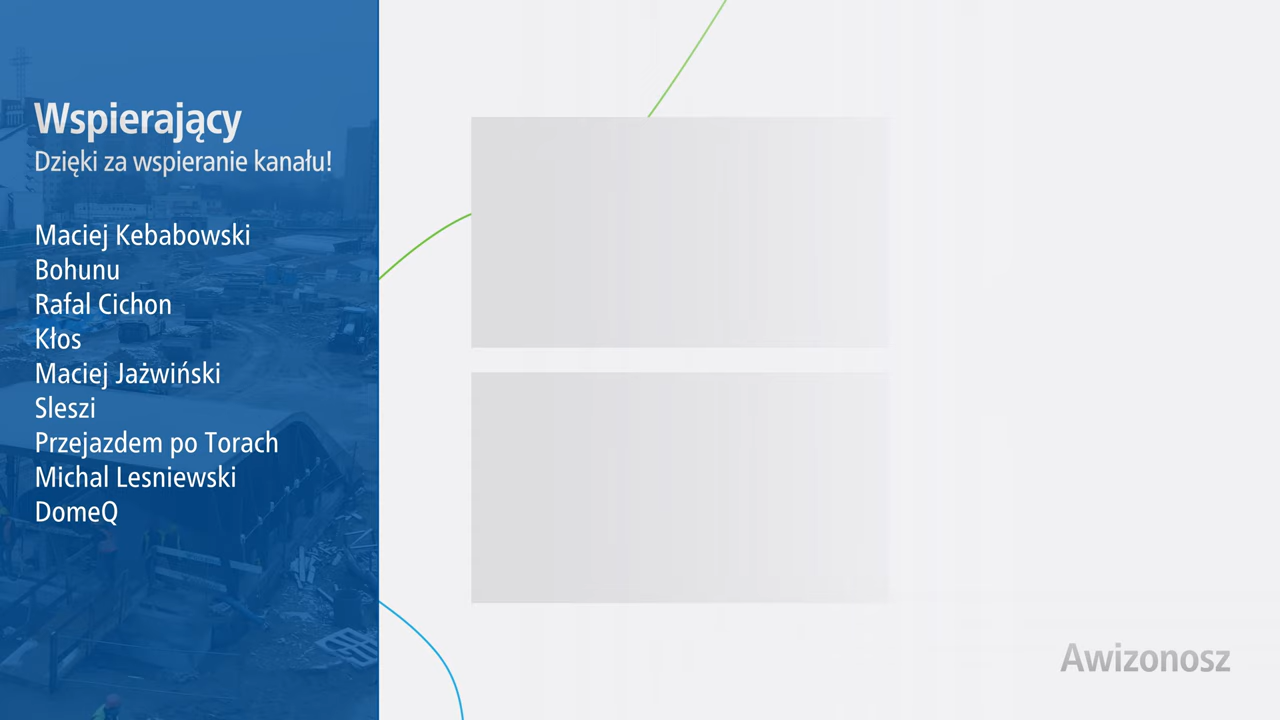 Wspierający
Dzięki za wspieranie kanału!
Maciej Kebabowski
Bohunu
Rafal Cichon
Kłos
Maciej Jażwiński
Sleszi
Przejazdem po Torach
Michal Lesniewski
DomeQ
Awizonosz